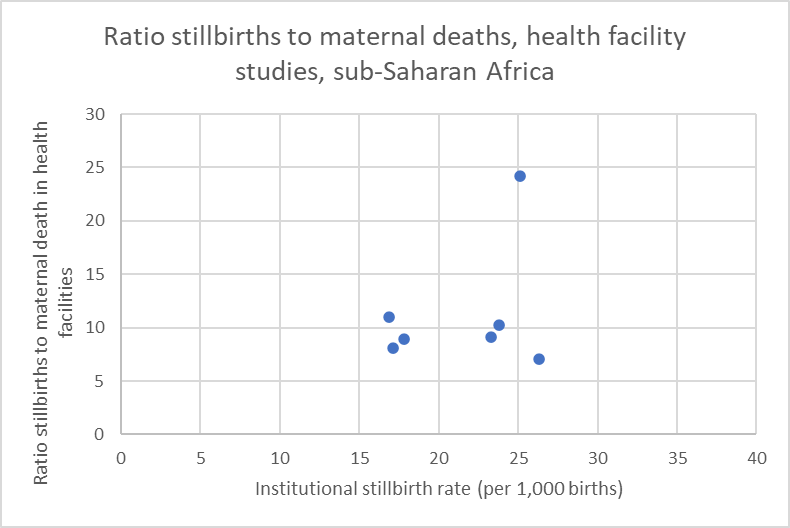 Ratio stillbirths to maternal deaths, health facility
studies, sub-Saharan Africa
Ratio stillbirths to maternal death in health
facilities
30
25
20
15
10
5
0
0 5 10 15 20 25 30 35 40
Institutional stillbirth rate (per 1,000 births)